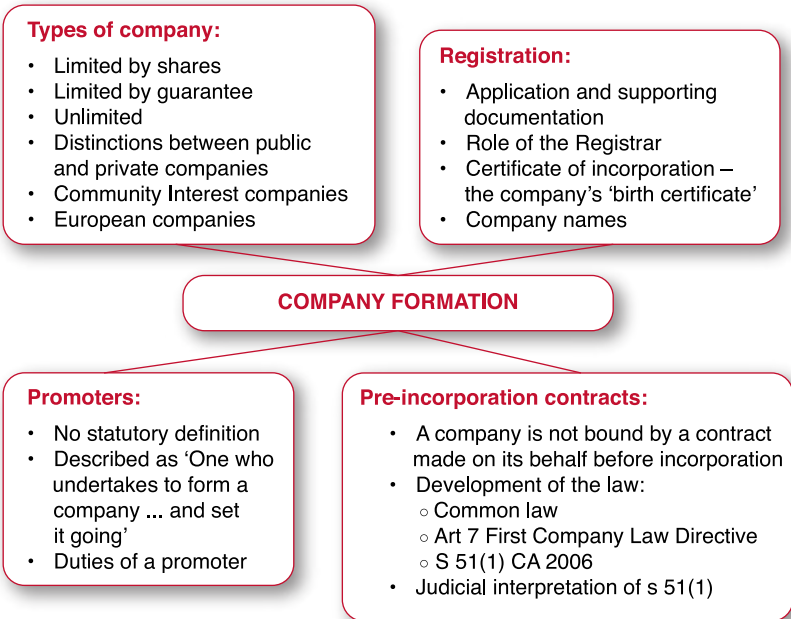 Types of company:
• Limited by shares
• Limited by guarantee
• Unlimited
• Distinctions between public
and private companies
• Community Interest companies
• European companies
Registration:
• Application and supporting
documentation
• Role of the Registrar
• Certificate of incorporation –
the company's 'birth certificate'
• Company names
COMPANY FORMATION
Promoters:
• No statutory definition
• Described as 'One who
undertakes to form a
company ... and set
it going'
• Duties of a promoter
Pre-incorporation contracts:
• A company is not bound by a contract
made on its behalf before incorporation
• Development of the law:
○ Common law
○ Art 7 First Company Law Directive
○ S 51(1) CA 2006
• Judicial interpretation of s 51(1)